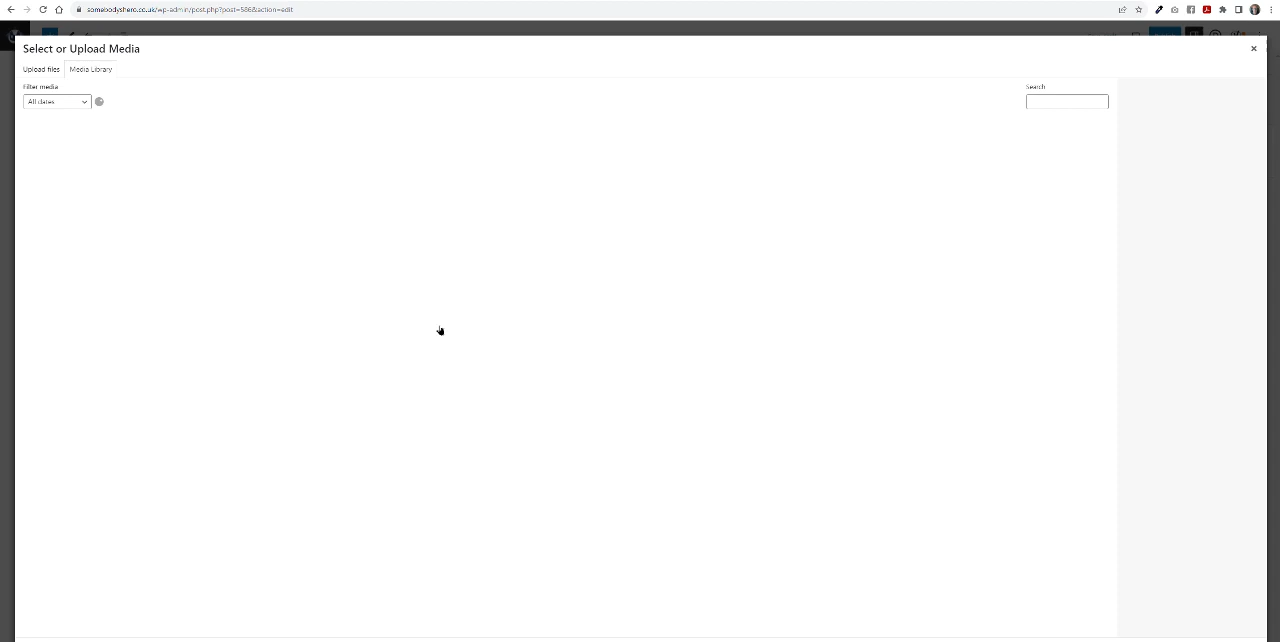 somebodyshero.co.uk/wp-admin/post.php?post=586&action=edit
Select or Upload Media
Upload files
Media Library
Filter media
Search
All dates